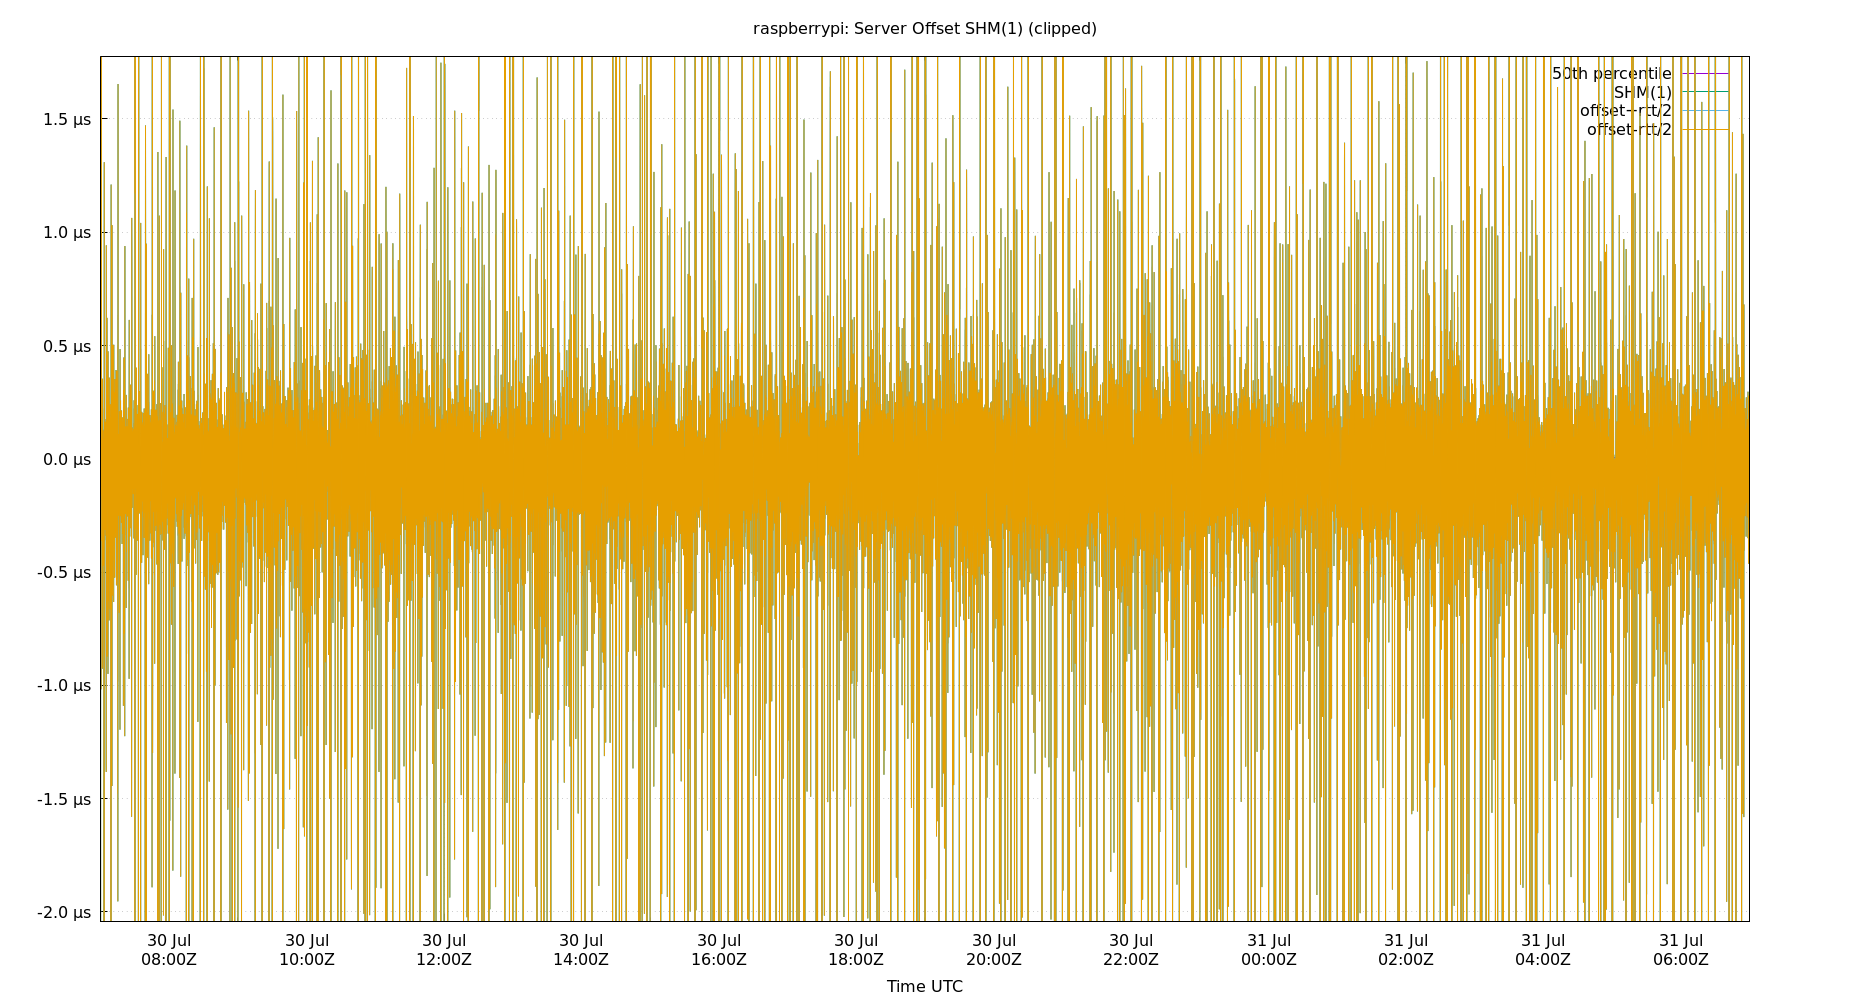 raspberrypi: Server Offset SHM(1) (clipped)
50th percentile
SHM(1)
offset+rtt/2
offset-rtt/2
1.5 µs
1.0 µs
0.5 µs
0.0 µs
-0.5 µs
-1.0 µs
-1.5 µs
-2.0 µs
30 Jul 30 Jul 30 Jul 30 Jul 30 Jul 30 Jul 30 Jul 30 Jul 31 Jul 31 Jul 31 Jul 31 Jul
08:00Z 10:00Z 12:00Z 14:00Z 16:00Z 18:00Z 20:00Z 22:00Z 00:00Z 02:00Z 04:00Z 06:00Z
Time UTC